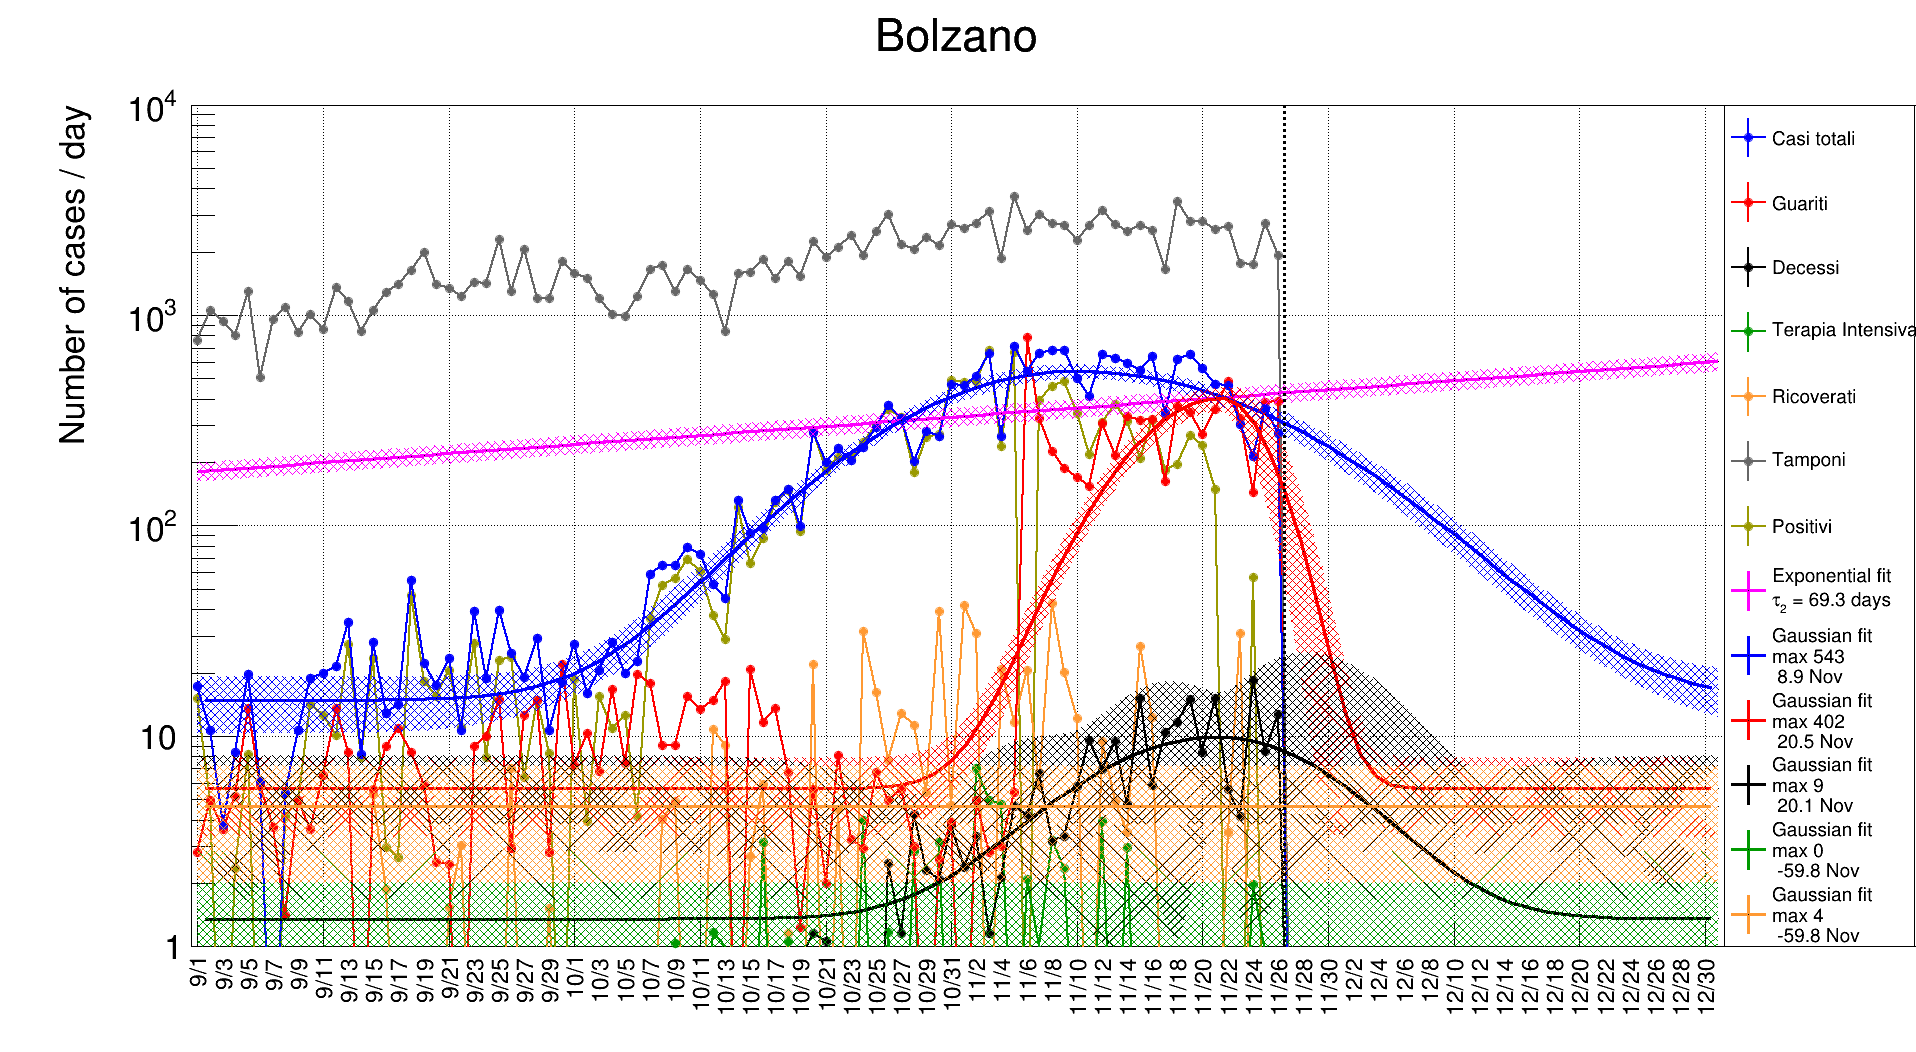 Bolzano
Number of cases / day
10^4
10^3
10^2
10
1
9/1
9/3
9/5
9/7
9/9
9/11
9/13
9/15
9/17
9/19
9/21
9/23
9/25
9/27
9/29
10/1
10/3
10/5
10/7
10/9
10/11
10/13
10/15
10/17
10/19
10/21
10/23
10/25
10/27
10/29
10/31
11/2
11/4
11/6
11/8
11/10
11/12
11/14
11/16
11/18
11/20
11/22
11/24
11/26
11/28
11/30
12/2
12/4
12/6
12/8
12/10
12/12
12/14
12/16
12/18
12/20
12/22
12/24
12/26
12/28
12/30
Casi totali
Guariti
Decessi
Terapia Intensiva
Ricoverati
Tamponi
Positivi
Exponential fit
τ2 = 69.3 days
Gaussian fit
max 543
8.9 Nov
Gaussian fit
max 402
20.5 Nov
Gaussian fit
max 9
20.1 Nov
Gaussian fit
max 0
-59.8 Nov
Gaussian fit
max 4
-59.8 Nov